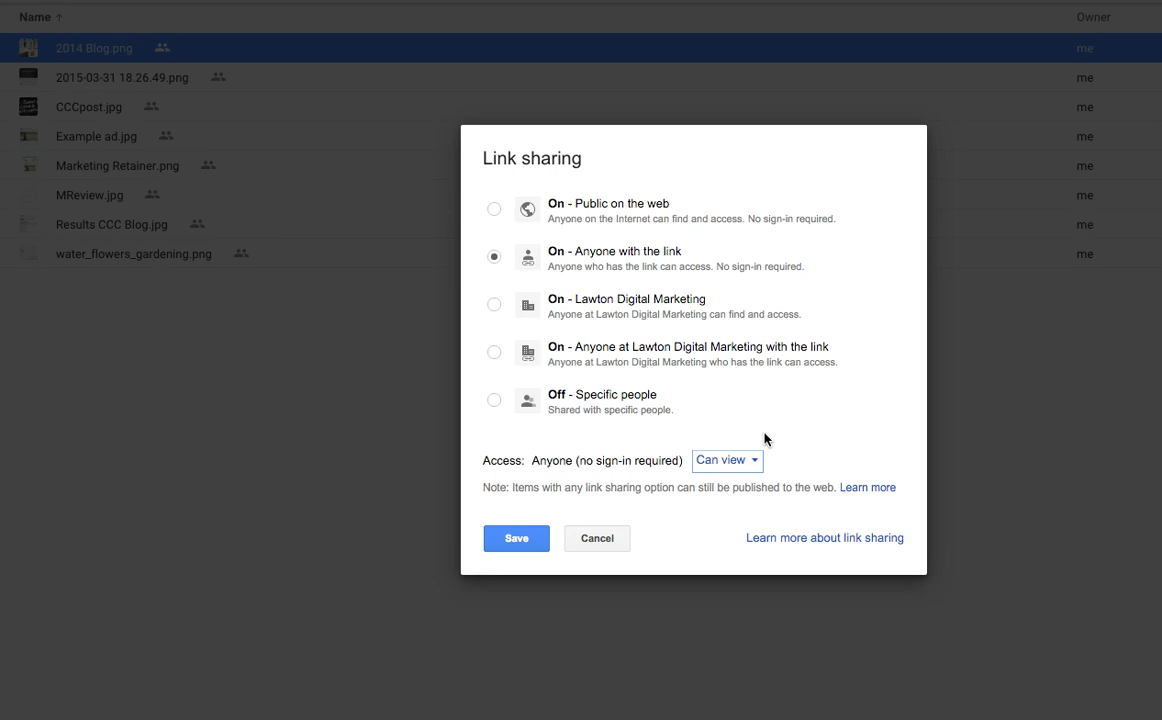 Name ↑
Owner
2014 Blog.png
me
2015-03-31 18.26.49.png
me
CCCpost.jpg
me
Example ad.jpg
me
Marketing Retainer.png
me
MReview.jpg
me
Results CCC Blog.jpg
me
water_flowers_gardening.png
me
Link sharing
On - Public on the web
Anyone on the Internet can find and access. No sign-in required.
On - Anyone with the link
Anyone who has the link can access. No sign-in required.
On - Lawton Digital Marketing
Anyone at Lawton Digital Marketing can find and access.
On - Anyone at Lawton Digital Marketing with the link
Anyone at Lawton Digital Marketing who has the link can access.
Off - Specific people
Shared with specific people.
Access: Anyone (no sign-in required) Can view
Note: Items with any link sharing option can still be published to the web. Learn more
Save Cancel Learn more about link sharing